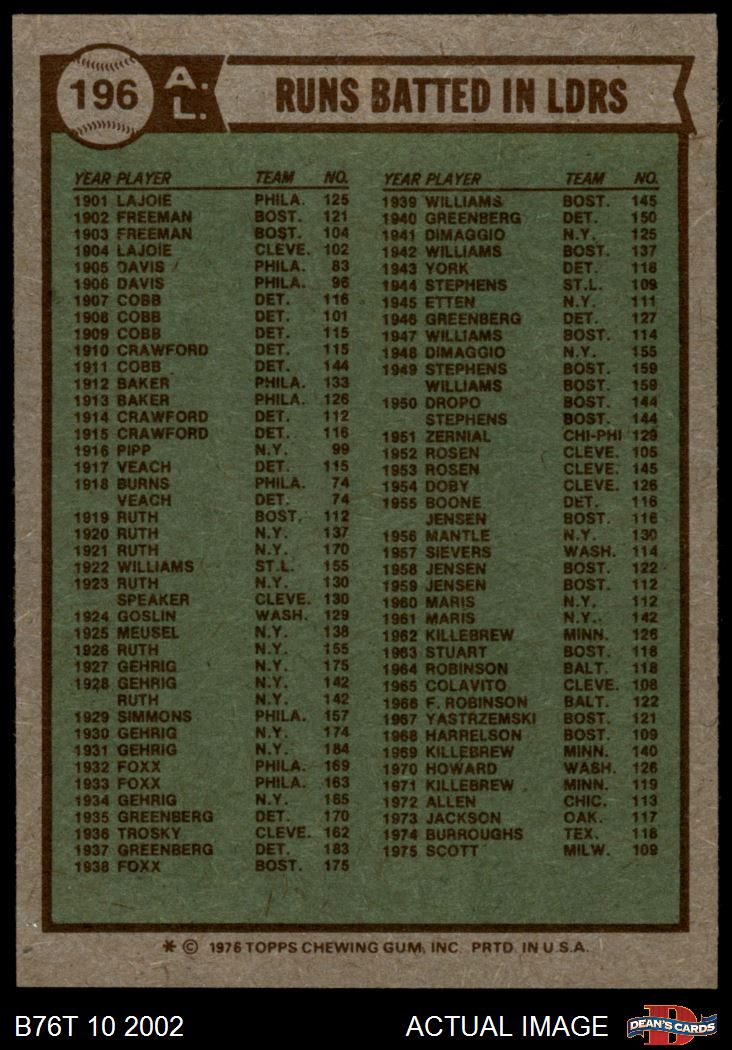 196 A.L. RUNS BATTED IN LDRS
YEAR PLAYER TEAM NO.
1901 LAJOIE PHILA. 125
1902 FREEMAN BOST. 121
1903 FREEMAN BOST. 104
1904 LAJOIE CLEVE. 102
1905 DAVIS PHILA. 83
1906 DAVIS PHILA. 96
1907 COBB DET. 116
1908 COBB DET. 101
1909 COBB DET. 115
1910 CRAWFORD DET. 115
1911 COBB DET. 144
1912 BAKER PHILA. 133
1913 BAKER PHILA. 126
1914 CRAWFORD DET. 112
1915 CRAWFORD DET. 116
1916 PIPP N.Y. 99
1917 VEACH DET. 115
1918 BURNS PHILA. 74
VEACH DET. 74
1919 RUTH BOST. 112
1920 RUTH N.Y. 137
1921 RUTH N.Y. 170
1922 WILLIAMS ST.L. 155
1923 RUTH N.Y. 130
SPEAKER CLEVE. 130
1924 GOSLIN WASH. 129
1925 MEUSEL N.Y. 138
1926 RUTH N.Y. 155
1927 GEHRIG N.Y. 175
1928 GEHRIG N.Y. 142
RUTH N.Y. 142
1929 SIMMONS PHILA. 157
1930 GEHRIG N.Y. 174
1931 GEHRIG N.Y. 184
1932 FOXX PHILA. 169
1933 FOXX PHILA. 163
1934 GEHRIG N.Y. 165
1935 GREENBERG DET. 170
1936 TROSKY CLEVE. 162
1937 GREENBERG DET. 183
1938 FOXX BOST. 175
YEAR PLAYER TEAM NO.
1939 WILLIAMS BOST. 145
1940 GREENBERG DET. 150
1941 DIMAGGIO N.Y. 125
1942 WILLIAMS BOST. 137
1943 YORK DET. 118
1944 STEPHENS ST.L. 109
1945 ETTEN N.Y. 111
1946 GREENBERG DET. 127
1947 WILLIAMS BOST. 114
1948 DIMAGGIO N.Y. 155
1949 STEPHENS BOST. 159
WILLIAMS BOST. 159
1950 DROPO BOST. 144
STEPHENS BOST. 144
1951 ZERNIAL CHI-PHI 129
1952 ROSEN CLEVE. 105
1953 ROSEN CLEVE. 145
1954 DOBY CLEVE. 126
1955 BOONE DET. 116
JENSEN BOST. 116
1956 MANTLE N.Y. 130
1957 SIEVERS WASH. 114
1958 JENSEN BOST. 122
1959 JENSEN BOST. 112
1960 MARIS N.Y. 112
1961 MARIS N.Y. 142
1962 KILLEBREW MINN. 126
1963 STUART BOST. 118
1964 ROBINSON BALT. 118
1965 COLAVITO CLEVE. 108
1966 F. ROBINSON BALT. 122
1967 YASTRZEMSKI BOST. 121
1968 HARRELSON BOST. 109
1969 KILLEBREW MINN. 140
1970 HOWARD WASH. 126
1971 KILLEBREW MINN. 119
1972 ALLEN CHIC. 113
1973 JACKSON OAK. 117
1974 BURROUGHS TEX. 118
1975 SCOTT MILW. 109
* © 1976 TOPPS CHEWING GUM, INC. PRTD. IN U.S.A.
B76T 10 2002 ACTUAL IMAGE D DEAN'S CARDS